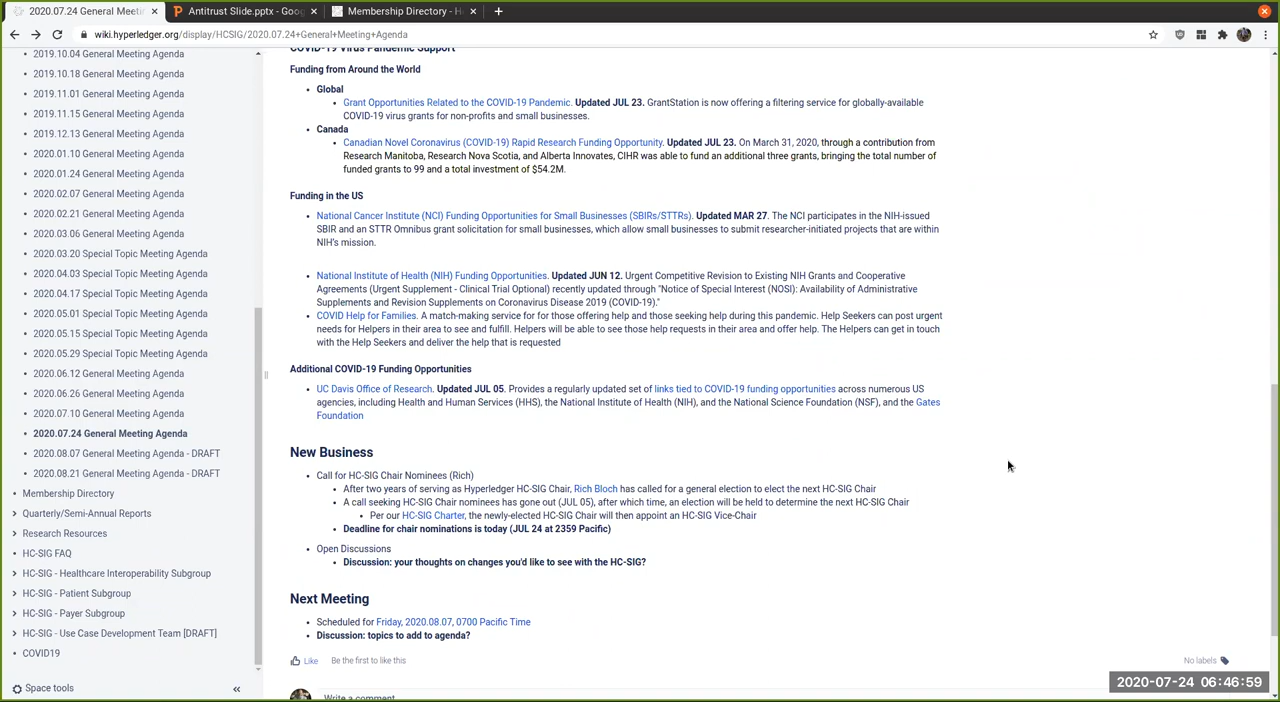 2020.07.24 General Meeti
Antitrust Slide.pptx - Goo
Membership Directory - H
wiki.hyperledger.org/display/HCSIG/2020.07.24+General+Meeting+Agenda
2019.10.04 General Meeting Agenda
2019.10.18 General Meeting Agenda
2019.11.01 General Meeting Agenda
2019.11.15 General Meeting Agenda
2019.12.13 General Meeting Agenda
2020.01.10 General Meeting Agenda
2020.01.24 General Meeting Agenda
2020.02.07 General Meeting Agenda
2020.02.21 General Meeting Agenda
2020.03.06 General Meeting Agenda
2020.03.20 Special Topic Meeting Agenda
2020.04.03 Special Topic Meeting Agenda
2020.04.17 Special Topic Meeting Agenda
2020.05.01 Special Topic Meeting Agenda
2020.05.15 Special Topic Meeting Agenda
2020.05.29 Special Topic Meeting Agenda
2020.06.12 General Meeting Agenda
2020.06.26 General Meeting Agenda
2020.07.10 General Meeting Agenda
2020.07.24 General Meeting Agenda
2020.08.07 General Meeting Agenda - DRAFT
2020.08.21 General Meeting Agenda - DRAFT
Membership Directory
Quarterly/Semi-Annual Reports
Research Resources
HC-SIG FAQ
HC-SIG - Healthcare Interoperability Subgroup
HC-SIG - Patient Subgroup
HC-SIG - Payer Subgroup
HC-SIG - Use Case Development Team [DRAFT]
COVID19
Space tools
COVID-19 Virus Pandemic Support
Funding from Around the World
Global
Grant Opportunities Related to the COVID-19 Pandemic. Updated JUL 23. GrantStation is now offering a filtering service for globally-available
COVID-19 virus grants for non-profits and small businesses.
Canada
Canadian Novel Coronavirus (COVID-19) Rapid Research Funding Opportunity. Updated JUL 23. On March 31, 2020, through a contribution from
Research Manitoba, Research Nova Scotia, and Alberta Innovates, CIHR was able to fund an additional three grants, bringing the total number of
funded grants to 99 and a total investment of $54.2M.
Funding in the US
National Cancer Institute (NCI) Funding Opportunities for Small Businesses (SBIRs/STTRs). Updated MAR 27. The NCI participates in the NIH-issued
SBIR and an STTR Omnibus grant solicitation for small businesses, which allow small businesses to submit researcher-initiated projects that are within
NIH's mission.
National Institute of Health (NIH) Funding Opportunities. Updated JUN 12. Urgent Competitive Revision to Existing NIH Grants and Cooperative
Agreements (Urgent Supplement - Clinical Trial Optional) recently updated through "Notice of Special Interest (NOSI): Availability of Administrative
Supplements and Revision Supplements on Coronavirus Disease 2019 (COVID-19)."
COVID Help for Families. A match-making service for for those offering help and those seeking help during this pandemic. Help Seekers can post urgent
needs for Helpers in their area to see and fulfill. Helpers will be able to see those help requests in their area and offer help. The Helpers can get in touch
with the Help Seekers and deliver the help that is requested
Additional COVID-19 Funding Opportunities
UC Davis Office of Research. Updated JUL 05. Provides a regularly updated set of links tied to COVID-19 funding opportunities across numerous US
agencies, including Health and Human Services (HHS), the National Institute of Health (NIH), and the National Science Foundation (NSF), and the Gates
Foundation
New Business
Call for HC-SIG Chair Nominees (Rich)
After two years of serving as Hyperledger HC-SIG Chair, Rich Bloch has called for a general election to elect the next HC-SIG Chair
A call seeking HC-SIG Chair nominees has gone out (JUL 05), after which time, an election will be held to determine the next HC-SIG Chair
Per our HC-SIG Charter, the newly-elected HC-SIG Chair will then appoint an HC-SIG Vice-Chair
Deadline for chair nominations is today (JUL 24 at 2359 Pacific)
Open Discussions
Discussion: your thoughts on changes you'd like to see with the HC-SIG?
Next Meeting
Scheduled for Friday, 2020.08.07, 0700 Pacific Time
Discussion: topics to add to agenda?
Like Be the first to like this
No labels
Write a comment
2020-07-24 06:46:59